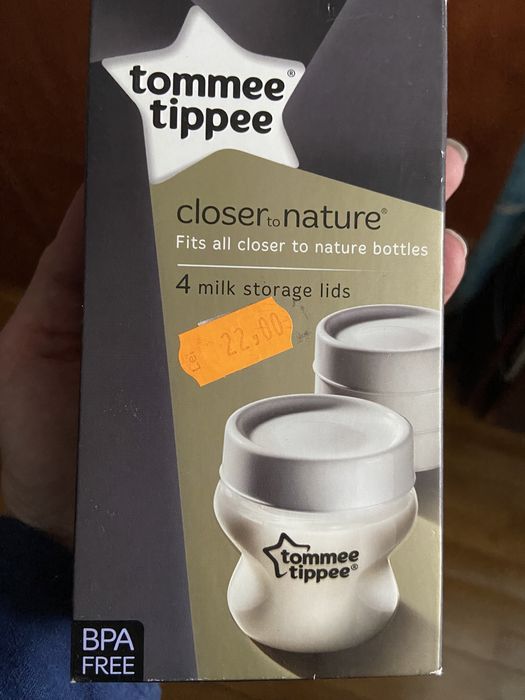 tommee®
tippee
closer to nature®
Fits all closer to nature bottles
4 milk storage lids
Lei 22,00
tommee
tippee®
BPA
FREE